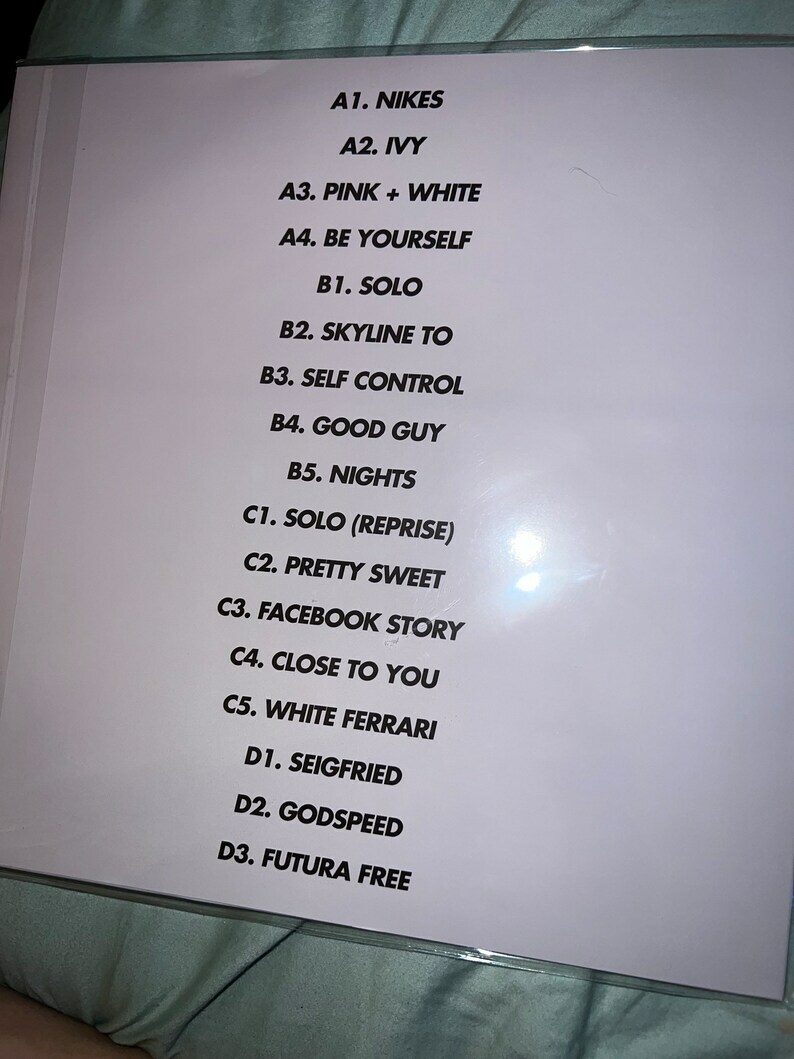 A1. NIKES
A2. IVY
A3. PINK + WHITE
A4. BE YOURSELF
B1. SOLO
B2. SKYLINE TO
B3. SELF CONTROL
B4. GOOD GUY
B5. NIGHTS
C1. SOLO (REPRISE)
C2. PRETTY SWEET
C3. FACEBOOK STORY
C4. CLOSE TO YOU
C5. WHITE FERRARI
D1. SEIGFRIED
D2. GODSPEED
D3. FUTURA FREE